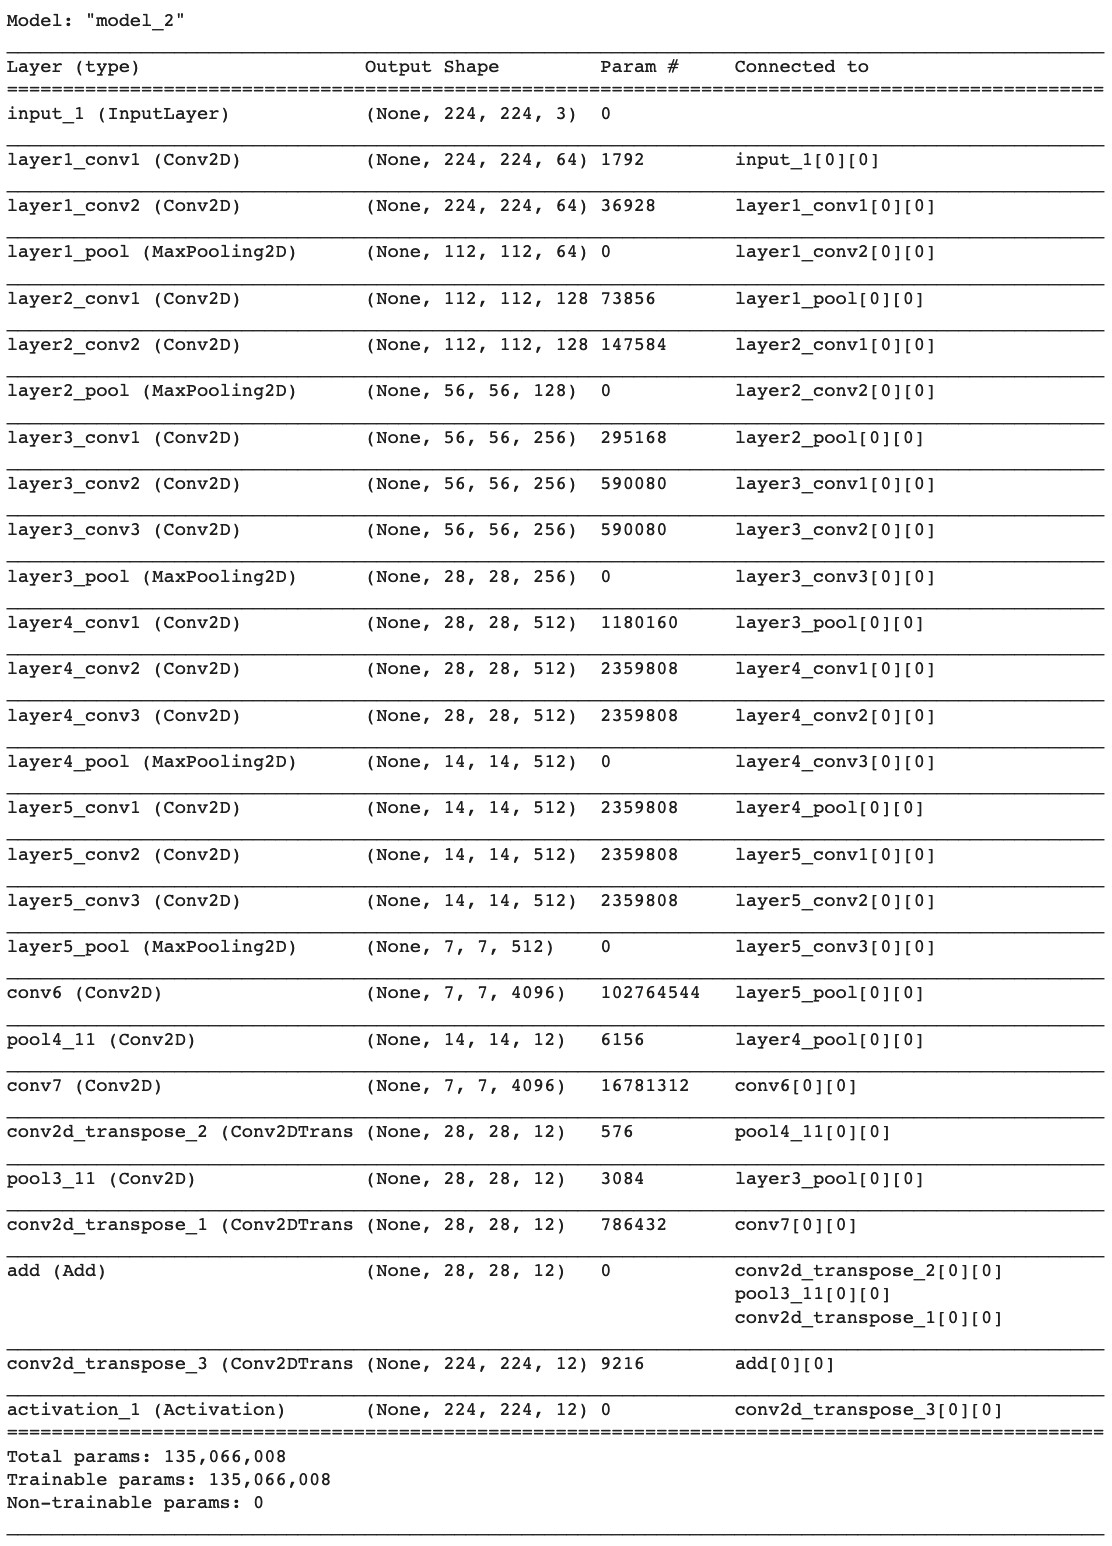 Model: "model_2"
Layer (type) Output Shape Param # Connected to
input_1 (InputLayer) (None, 224, 224, 3) 0
layer1_conv1 (Conv2D) (None, 224, 224, 64) 1792 input_1[0][0]
layer1_conv2 (Conv2D) (None, 224, 224, 64) 36928 layer1_conv1[0][0]
layer1_pool (MaxPooling2D) (None, 112, 112, 64) 0 layer1_conv2[0][0]
layer2_conv1 (Conv2D) (None, 112, 112, 128 73856 layer1_pool[0][0]
layer2_conv2 (Conv2D) (None, 112, 112, 128 147584 layer2_conv1[0][0]
layer2_pool (MaxPooling2D) (None, 56, 56, 128) 0 layer2_conv2[0][0]
layer3_conv1 (Conv2D) (None, 56, 56, 256) 295168 layer2_pool[0][0]
layer3_conv2 (Conv2D) (None, 56, 56, 256) 590080 layer3_conv1[0][0]
layer3_conv3 (Conv2D) (None, 56, 56, 256) 590080 layer3_conv2[0][0]
layer3_pool (MaxPooling2D) (None, 28, 28, 256) 0 layer3_conv3[0][0]
layer4_conv1 (Conv2D) (None, 28, 28, 512) 1180160 layer3_pool[0][0]
layer4_conv2 (Conv2D) (None, 28, 28, 512) 2359808 layer4_conv1[0][0]
layer4_conv3 (Conv2D) (None, 28, 28, 512) 2359808 layer4_conv2[0][0]
layer4_pool (MaxPooling2D) (None, 14, 14, 512) 0 layer4_conv3[0][0]
layer5_conv1 (Conv2D) (None, 14, 14, 512) 2359808 layer4_pool[0][0]
layer5_conv2 (Conv2D) (None, 14, 14, 512) 2359808 layer5_conv1[0][0]
layer5_conv3 (Conv2D) (None, 14, 14, 512) 2359808 layer5_conv2[0][0]
layer5_pool (MaxPooling2D) (None, 7, 7, 512) 0 layer5_conv3[0][0]
conv6 (Conv2D) (None, 7, 7, 4096) 102764544 layer5_pool[0][0]
pool4_11 (Conv2D) (None, 14, 14, 12) 6156 layer4_pool[0][0]
conv7 (Conv2D) (None, 7, 7, 4096) 16781312 conv6[0][0]
conv2d_transpose_2 (Conv2DTrans (None, 28, 28, 12) 576 pool4_11[0][0]
pool3_11 (Conv2D) (None, 28, 28, 12) 3084 layer3_pool[0][0]
conv2d_transpose_1 (Conv2DTrans (None, 28, 28, 12) 786432 conv7[0][0]
add (Add) (None, 28, 28, 12) 0 conv2d_transpose_2[0][0]
pool3_11[0][0]
conv2d_transpose_1[0][0]
conv2d_transpose_3 (Conv2DTrans (None, 224, 224, 12) 9216 add[0][0]
activation_1 (Activation) (None, 224, 224, 12) 0 conv2d_transpose_3[0][0]
Total params: 135,066,008
Trainable params: 135,066,008
Non-trainable params: 0